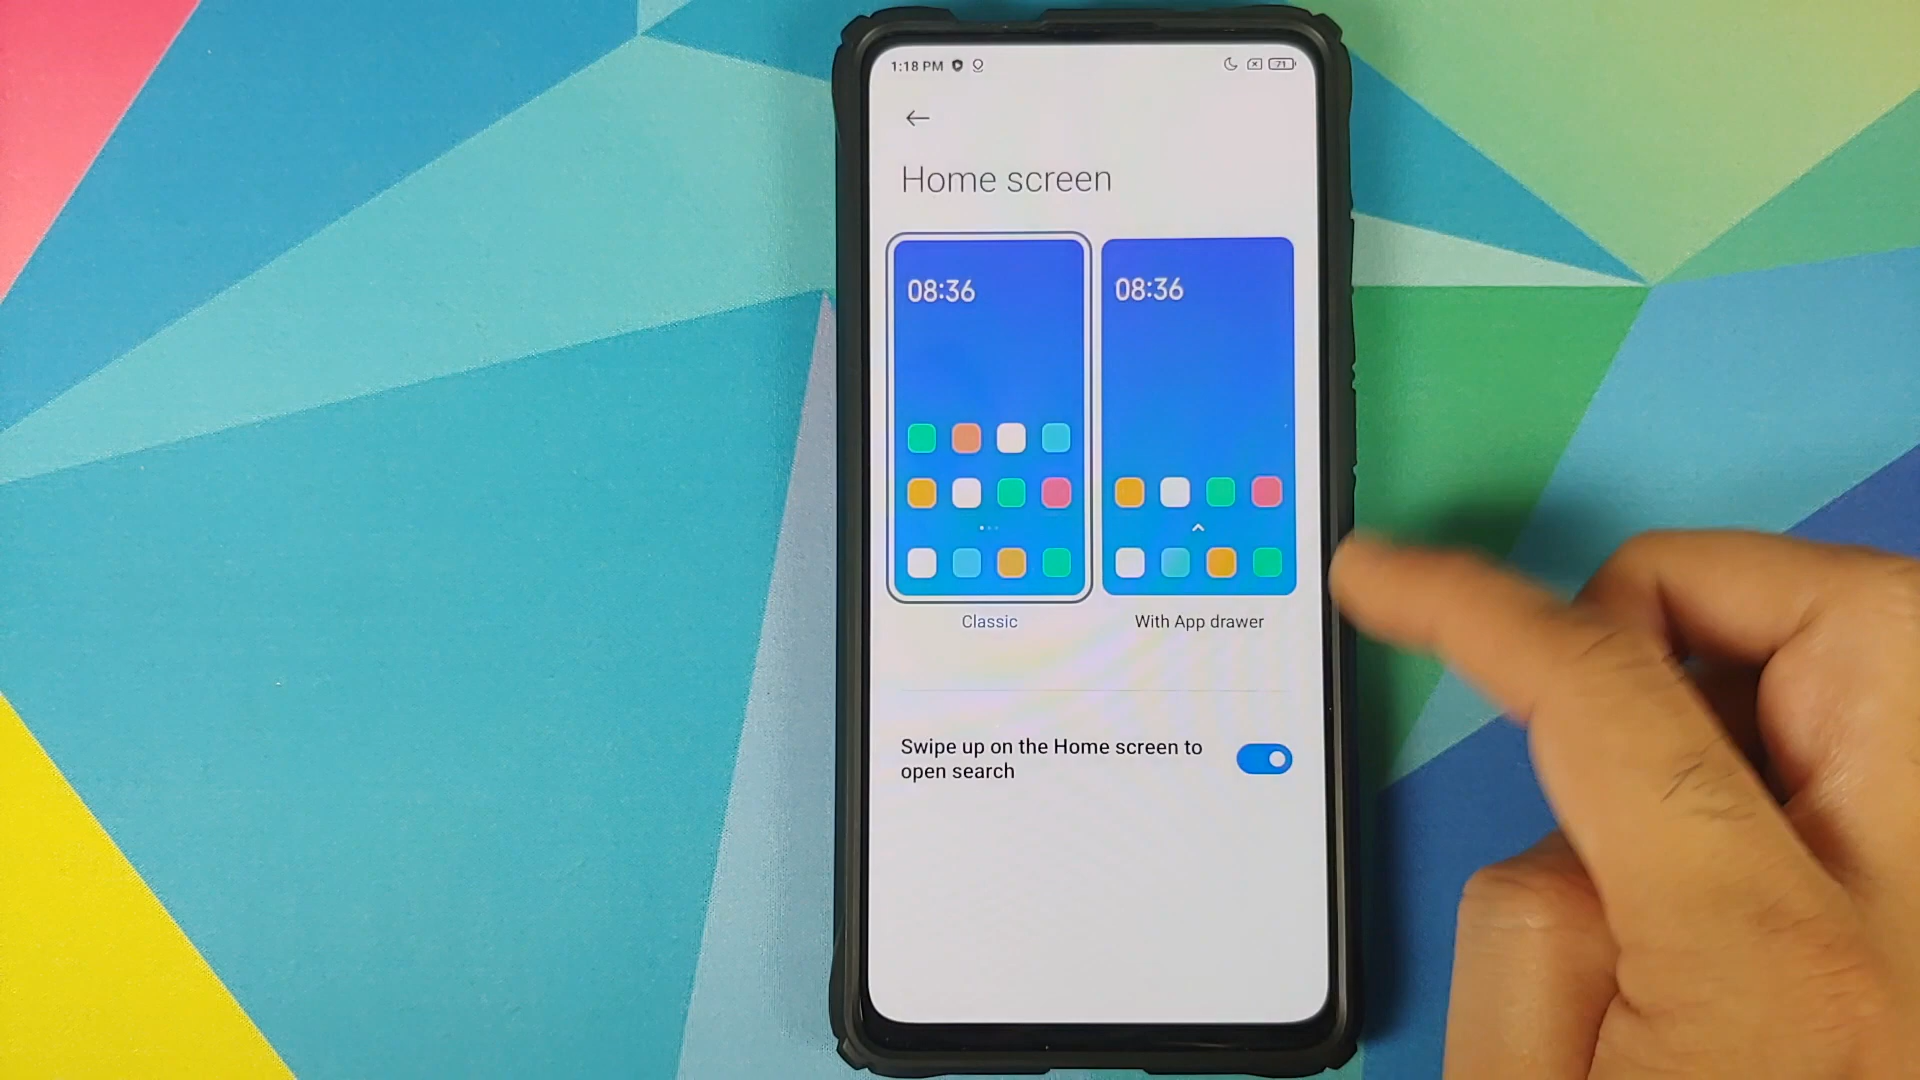 1:18 PM
71
Home screen
08:36
08:36
Classic
With App drawer
Swipe up on the Home screen to
open search